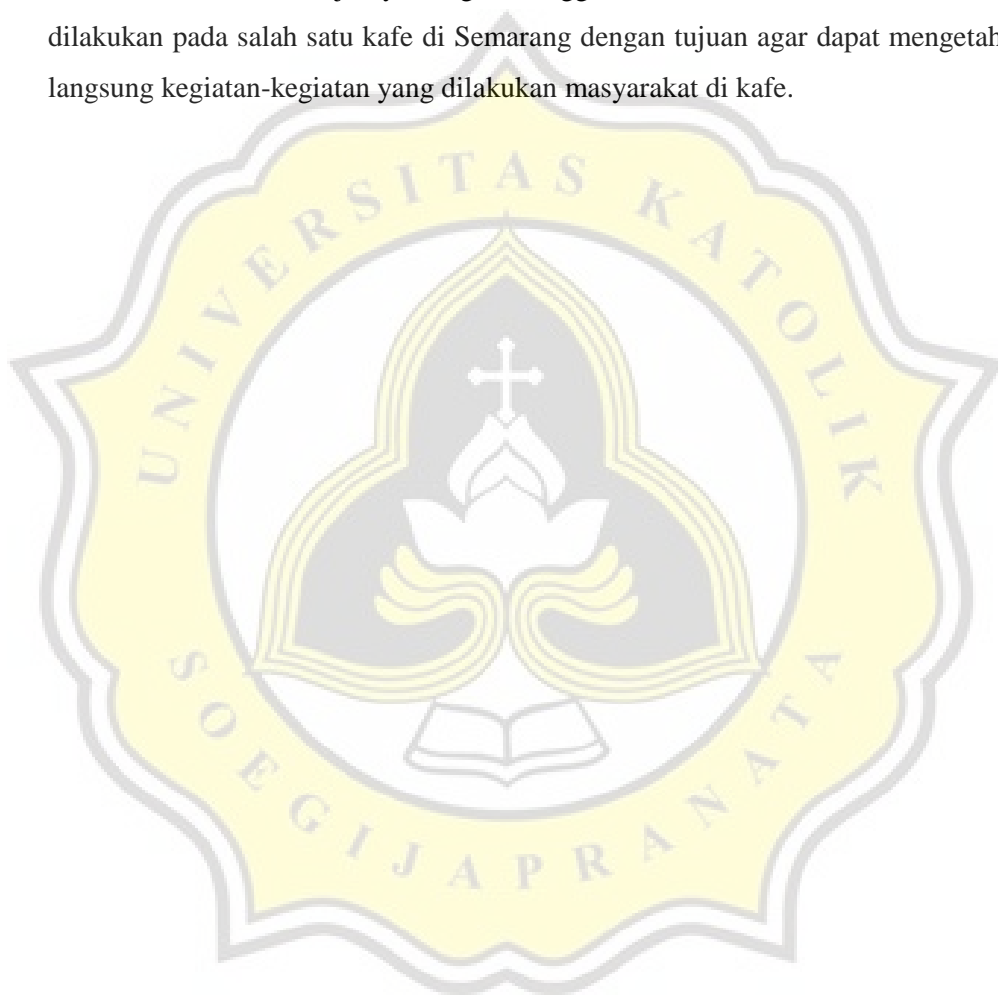 dilakukan pada salah satu kafe di Semarang dengan tujuan agar dapat mengetah
langsung kegiatan-kegiatan yang dilakukan masyarakat di kafe.
UNIVERSITAS KATOLIK
SOEGIJAPRANATA